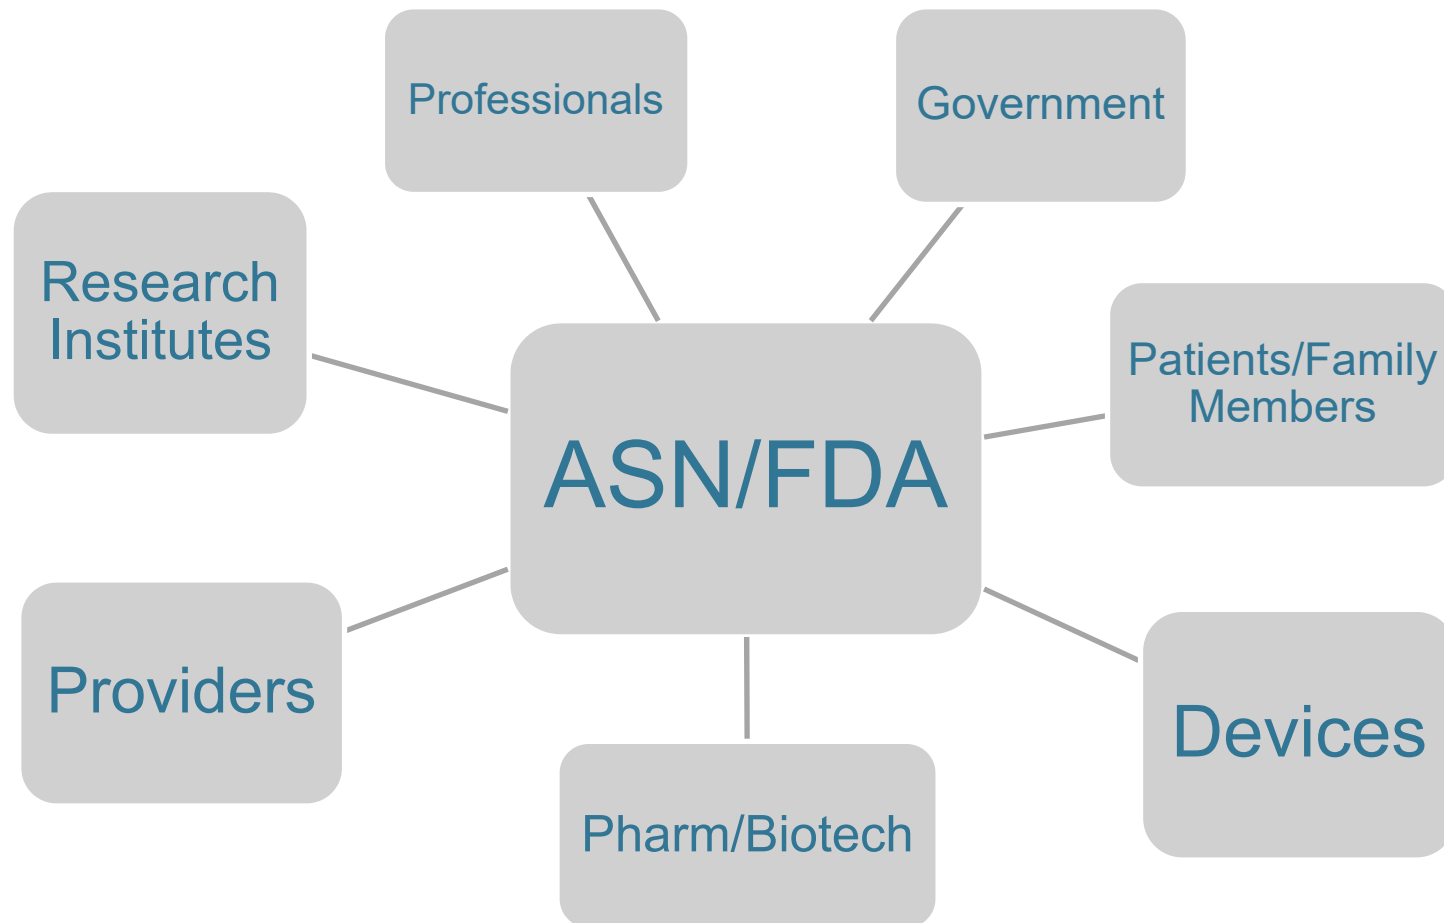 Professionals
Government
Research
Institutes
Patients/Family
Members
ASN/FDA
Providers
Devices
Pharm/Biotech